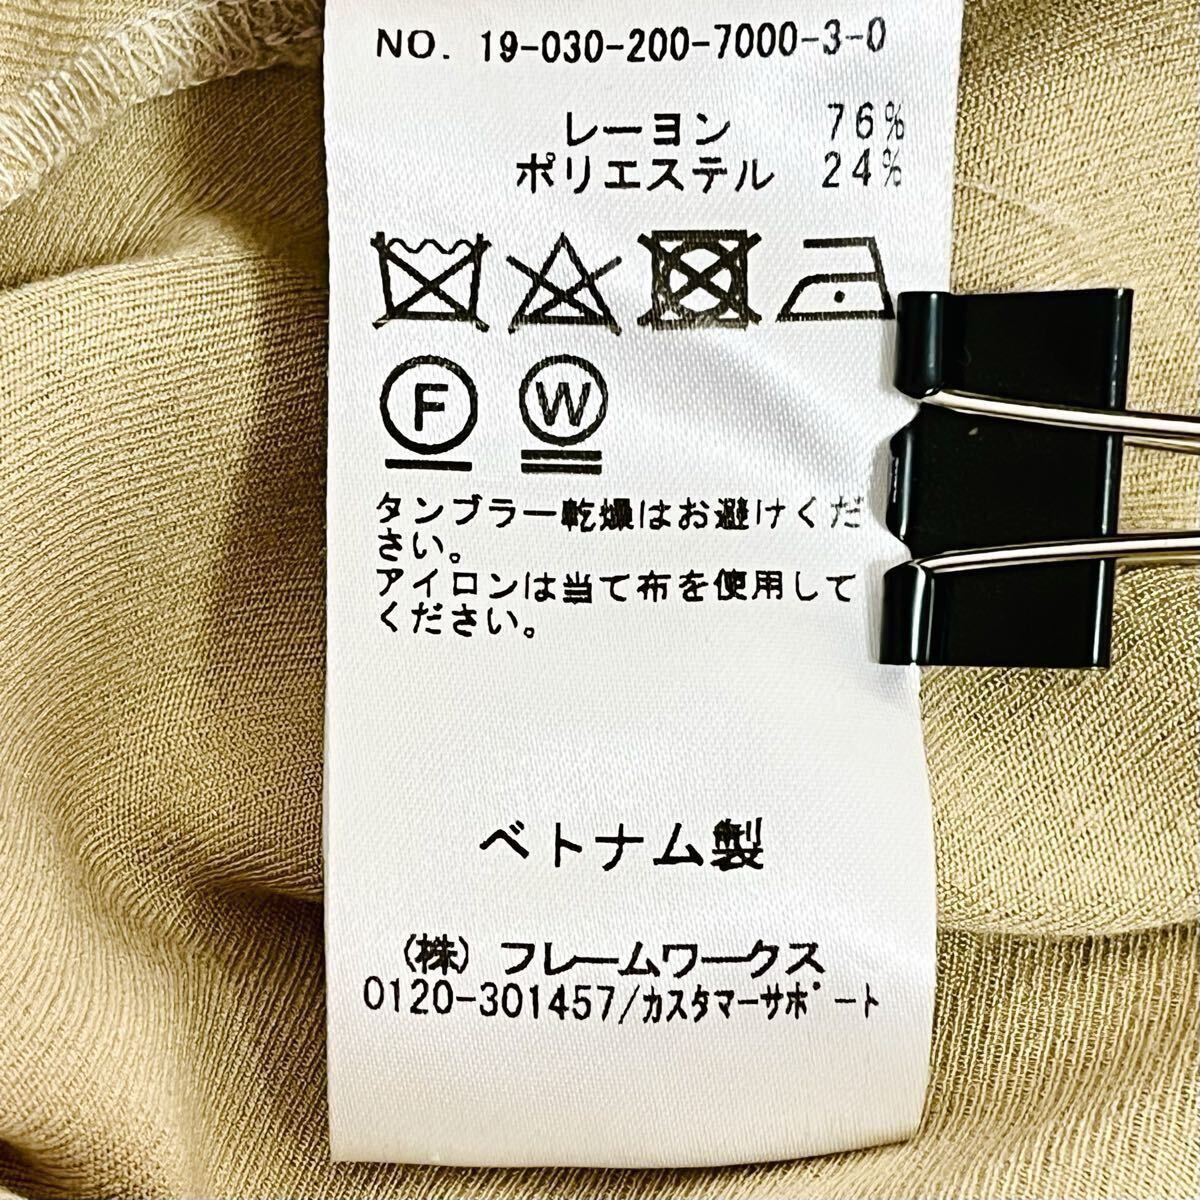 NO. 19-030-200-7000-3-0
レーヨン 76%
ポリエステル 24%
F
W
タンブラー乾燥はお避けくだ
さい。
アイロンは当て布を使用して
ください。
ベトナム製
(株) フレームワークス
0120-301457/カスタマーサポート